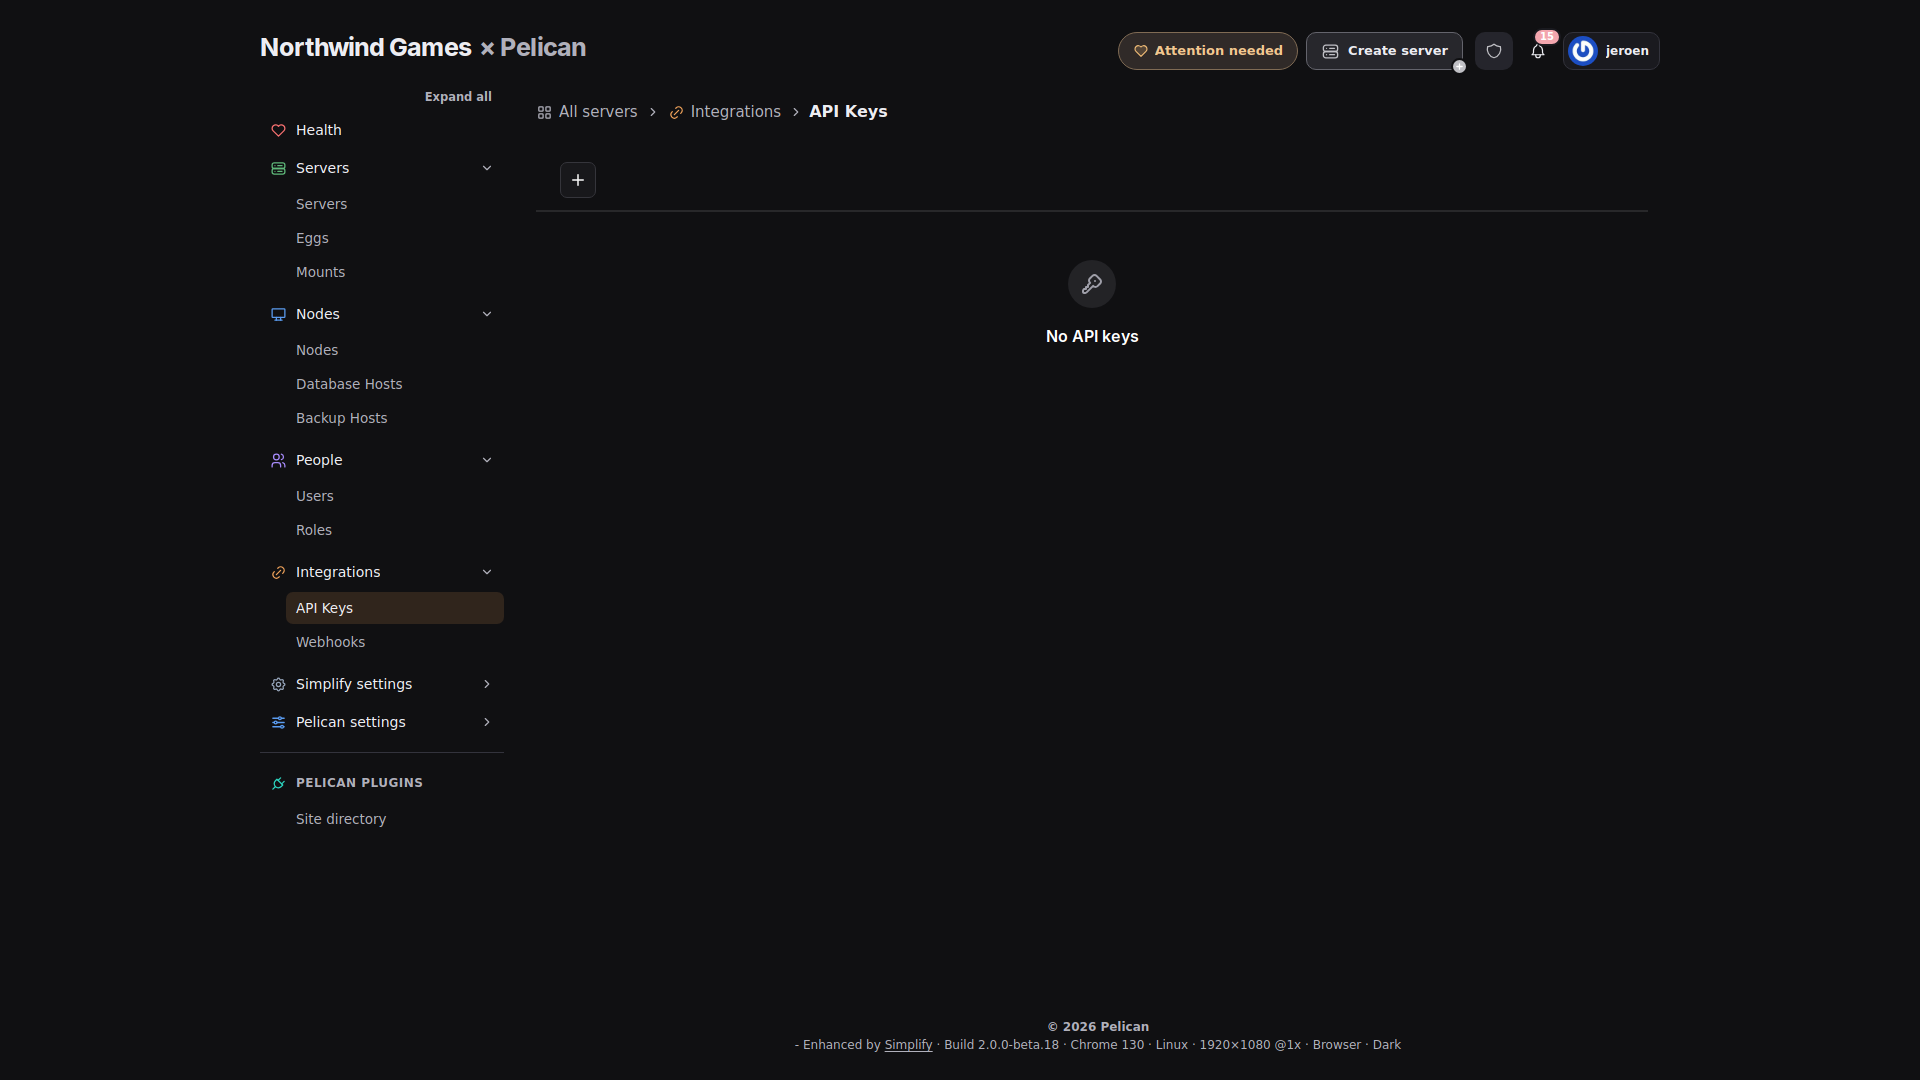 Northwind Games × Pelican
Attention needed
Create server
15
jeroen
Expand all
Health
Servers
Servers
Eggs
Mounts
Nodes
Nodes
Database Hosts
Backup Hosts
People
Users
Roles
Integrations
API Keys
Webhooks
Simplify settings
Pelican settings
PELICAN PLUGINS
Site directory
All servers > Integrations > API Keys
No API keys
© 2026 Pelican
- Enhanced by Simplify · Build 2.0.0-beta.18 · Chrome 130 · Linux · 1920×1080 @1x · Browser · Dark